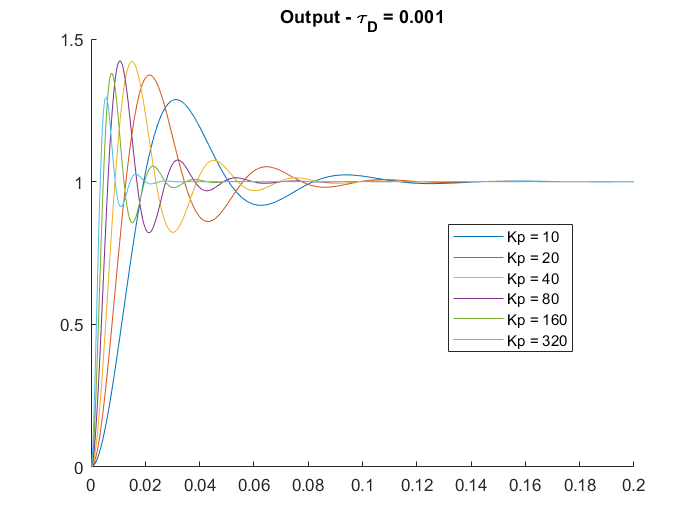 Output - τD = 0.001
1.5
1
0.5
0
0 0.02 0.04 0.06 0.08 0.1 0.12 0.14 0.16 0.18 0.2
Kp = 10
Kp = 20
Kp = 40
Kp = 80
Kp = 160
Kp = 320